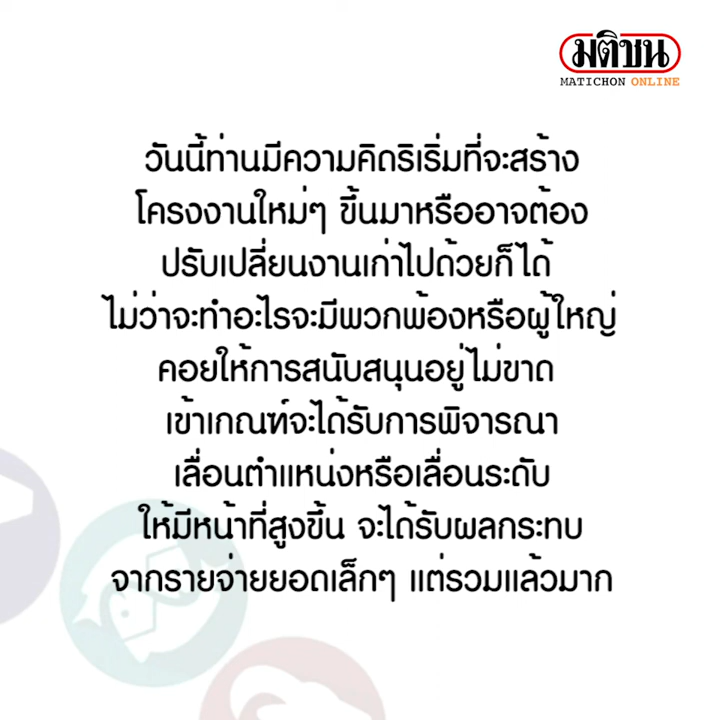 มติชน
MATICHON ONLINE
วันนี้ท่านมีความคิดริเริ่มที่จะสร้าง
โครงงานใหม่ๆ ขึ้นมาหรืออาจต้อง
ปรับเปลี่ยนงานเก่าไปด้วยก็ได้
ไม่ว่าจะทำอะไรจะมีพวกพ้องหรือผู้ใหญ่
คอยให้การสนับสนุนอยู่ไม่ขาด
เข้าเกณฑ์จะได้รับการพิจารณา
เลื่อนตำแหน่งหรือเลื่อนระดับ
ให้มีหน้าที่สูงขึ้น จะได้รับผลกระทบ
จากรายจ่ายยอดเล็กๆ แต่รวมแล้วมาก